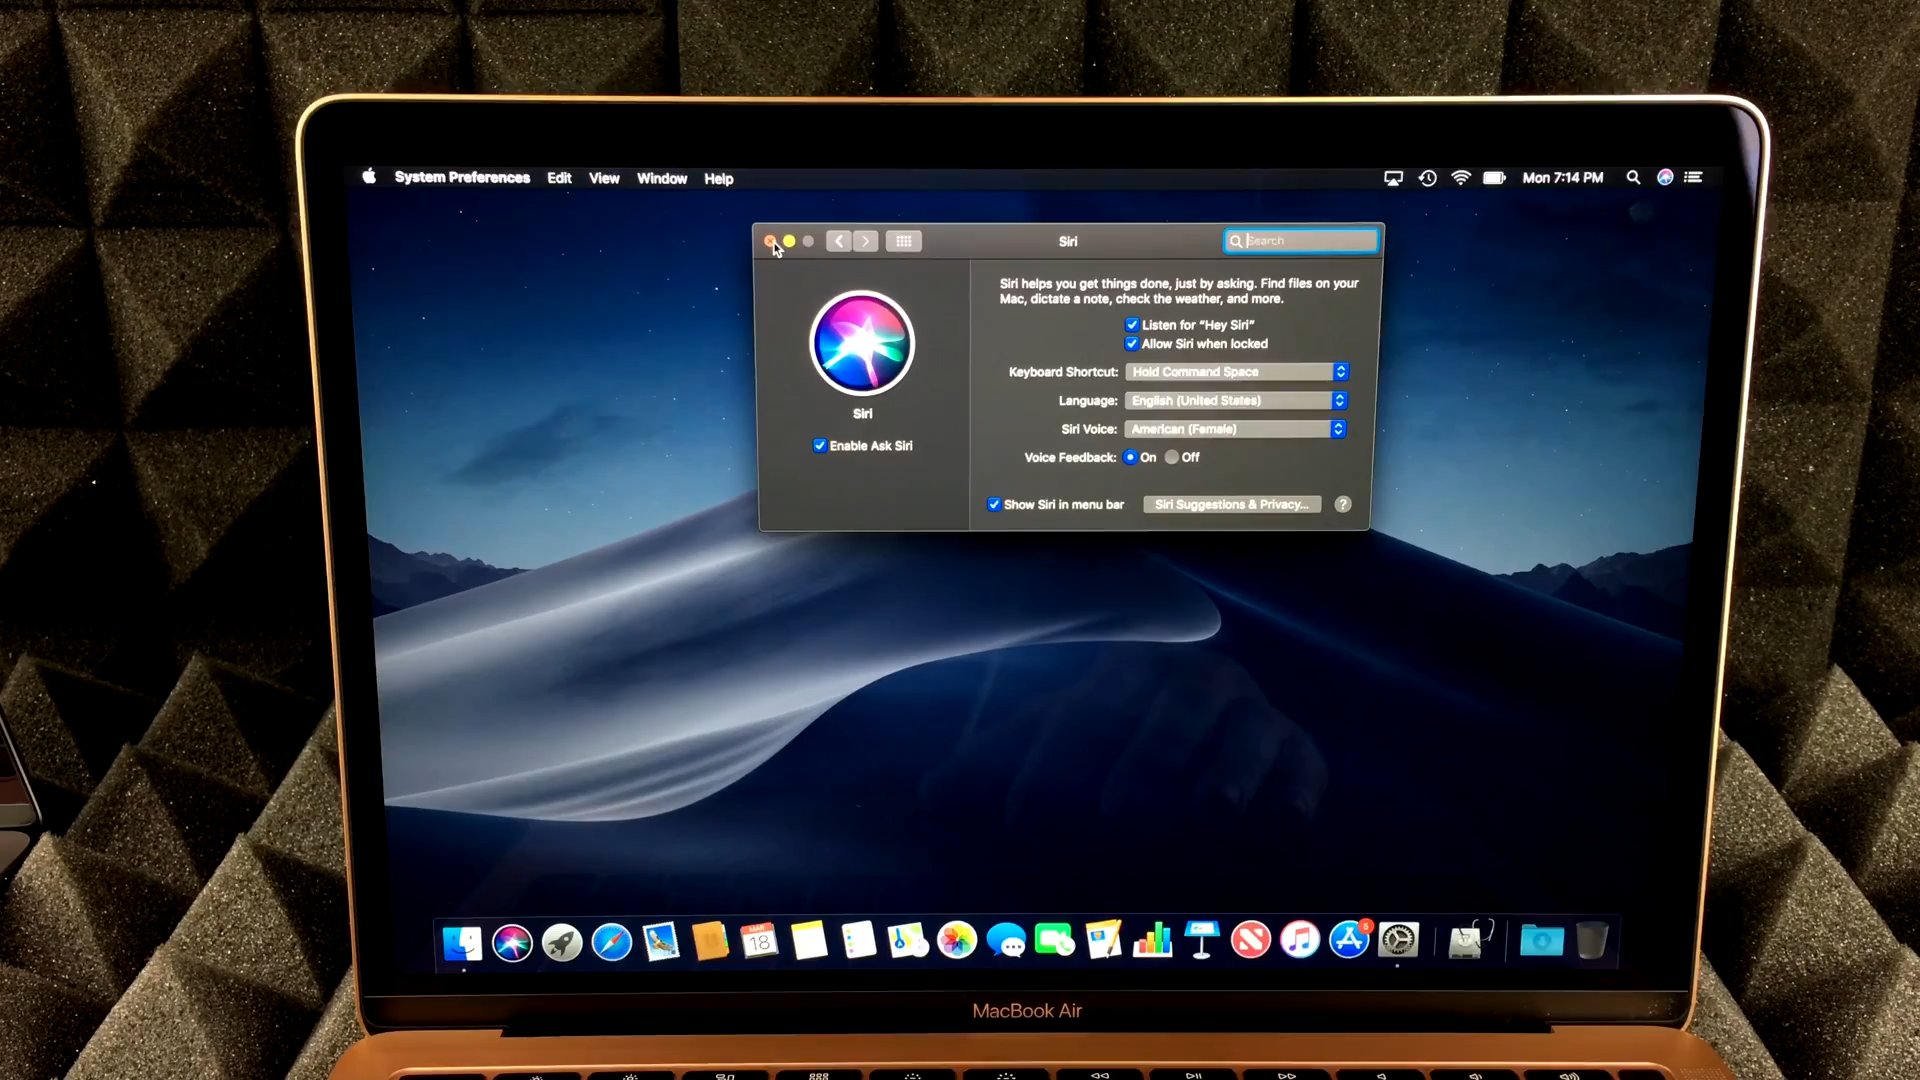 System Preferences Edit View Window Help Mon 7:14 PM
Siri Search
Siri helps you get things done, just by asking. Find files on your
Mac, dictate a note, check the weather, and more.
Listen for “Hey Siri”
Allow Siri when locked
Keyboard Shortcut: Hold Command Space
Language: English (United States)
Siri Voice: American (Female)
Voice Feedback: On Off
Siri
Enable Ask Siri
Show Siri in menu bar Siri Suggestions & Privacy... ?
MAR
18
5
MacBook Air